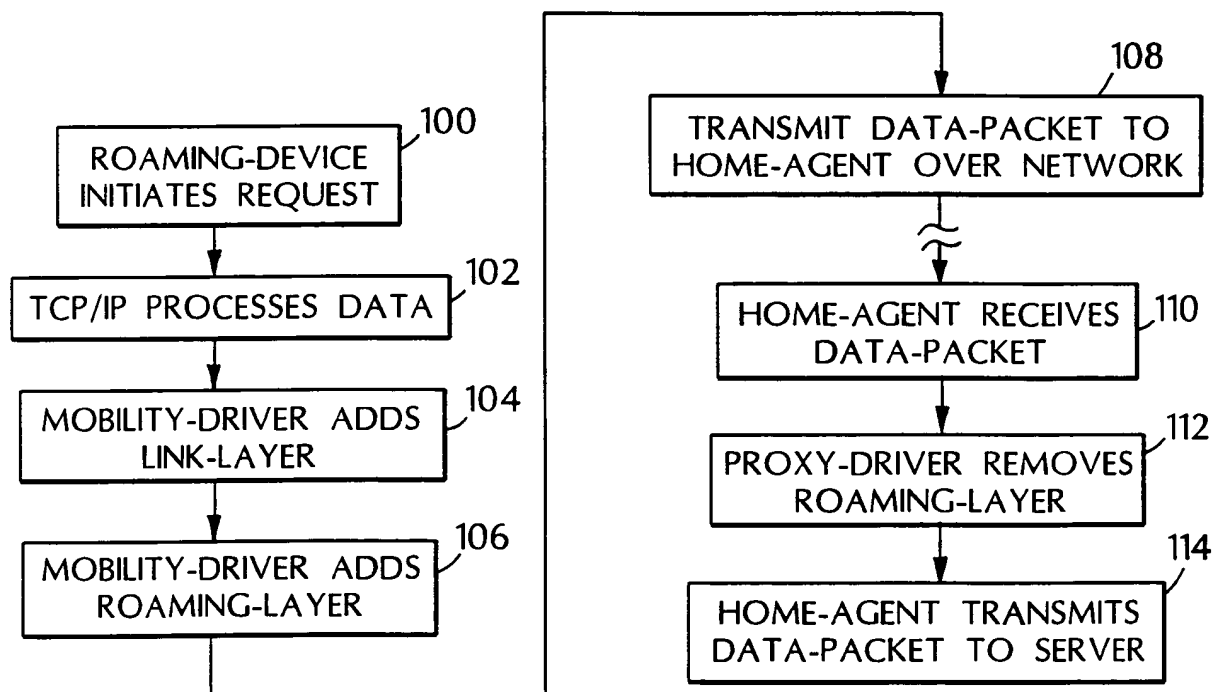 100
ROAMING-DEVICE
INITIATES REQUEST
102
TCP/IP PROCESSES DATA
104
MOBILITY-DRIVER ADDS
LINK-LAYER
106
MOBILITY-DRIVER ADDS
ROAMING-LAYER
108
TRANSMIT DATA-PACKET TO
HOME-AGENT OVER NETWORK
110
HOME-AGENT RECEIVES
DATA-PACKET
112
PROXY-DRIVER REMOVES
ROAMING-LAYER
114
HOME-AGENT TRANSMITS
DATA-PACKET TO SERVER